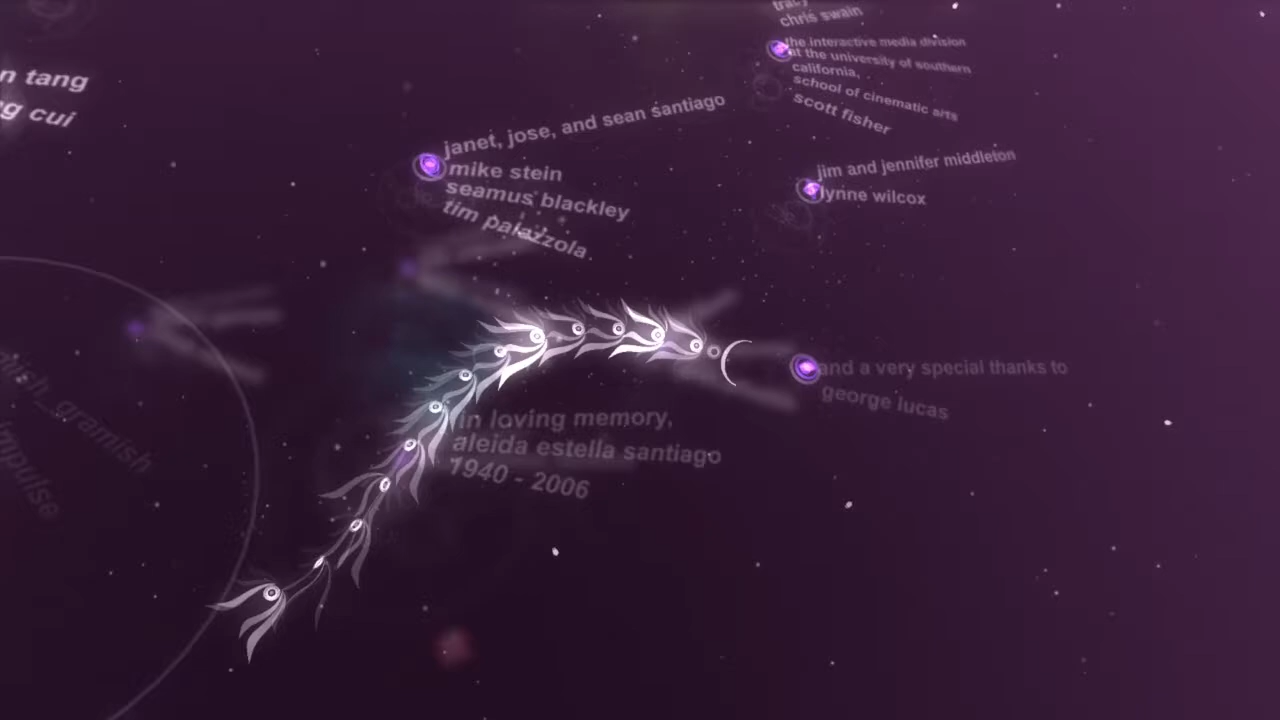 n tang
g cui
tracy
chris swain
the interactive media division
at the university of southern
california,
school of cinematic arts
scott fisher
janet, jose, and sean santiago
mike stein
seamus blackley
tim palazzola
jim and jennifer middleton
lynne wilcox
and a very special thanks to
george lucas
in loving memory,
aleida estella santiago
1940 - 2006